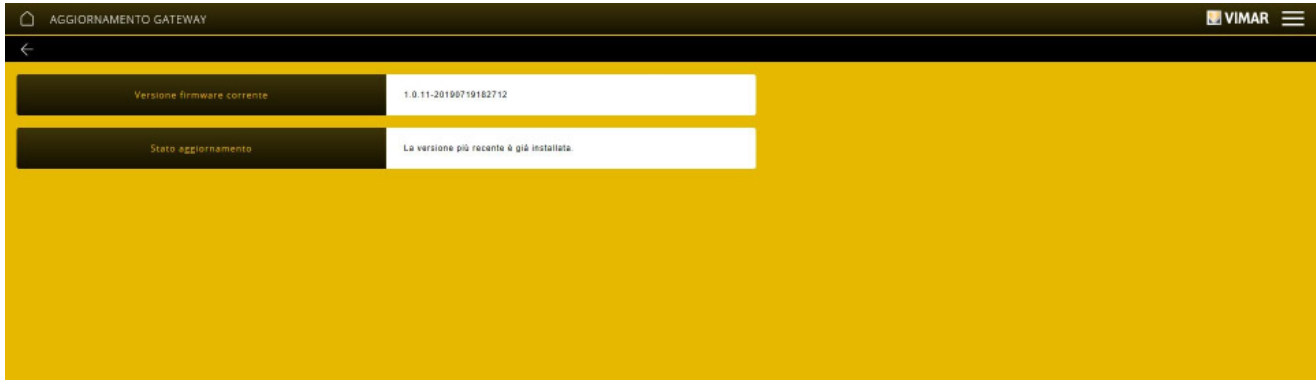 AGGIORNAMENTO GATEWAY
VIMAR
Versione firmware corrente
1.0.11-20190719182712
Stato aggiornamento
La versione più recente è già installata.